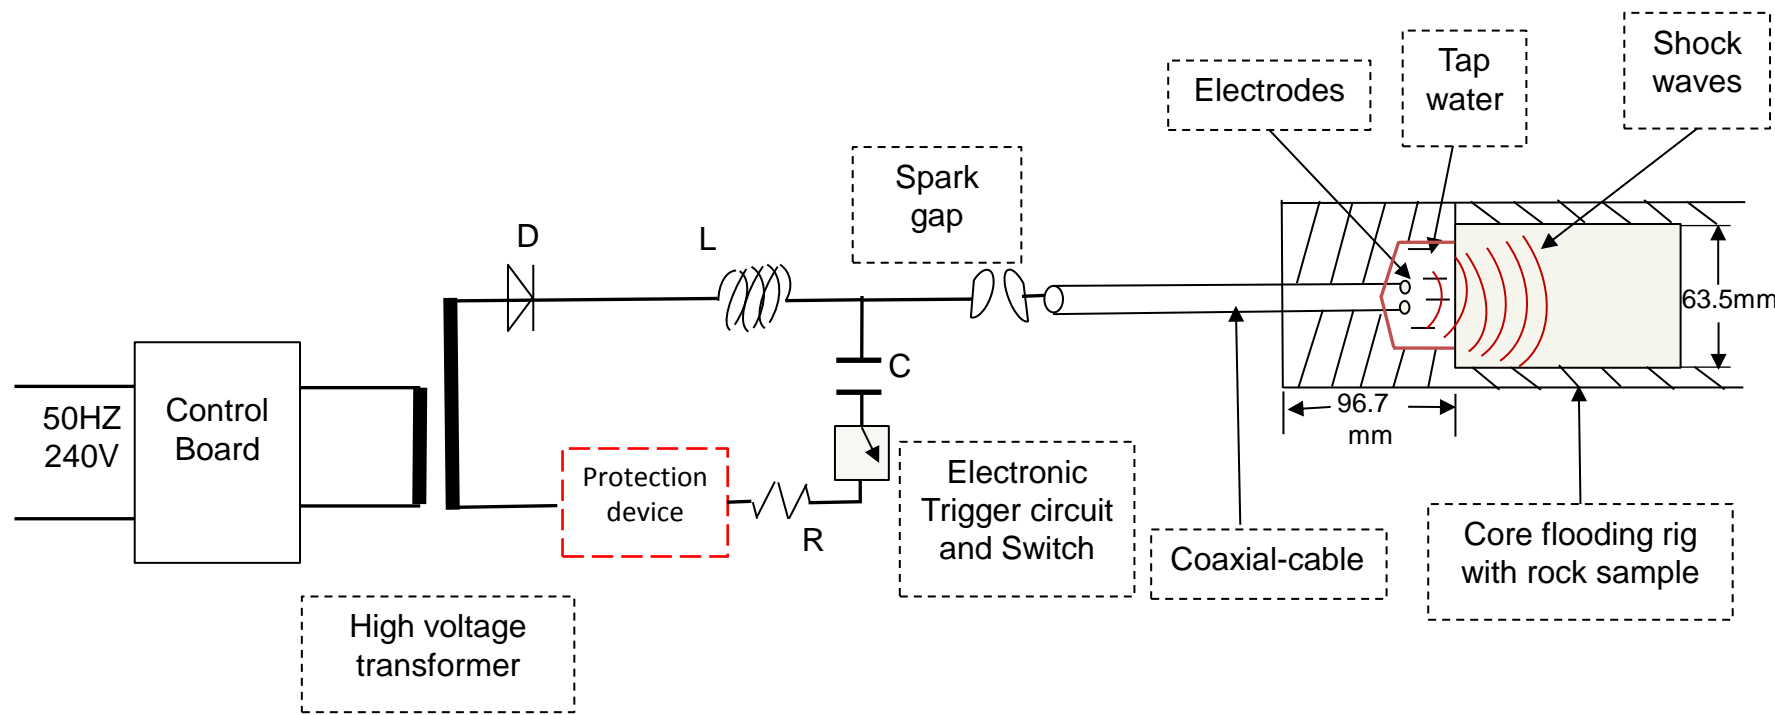 Shock
waves
Tap
water
Electrodes
Spark
gap
D
L
63.5mm
C
50HZ
240V
Control
Board
96.7
mm
Protection
device
R
Electronic
Trigger circuit
and Switch
Coaxial-cable
Core flooding rig
with rock sample
High voltage
transformer